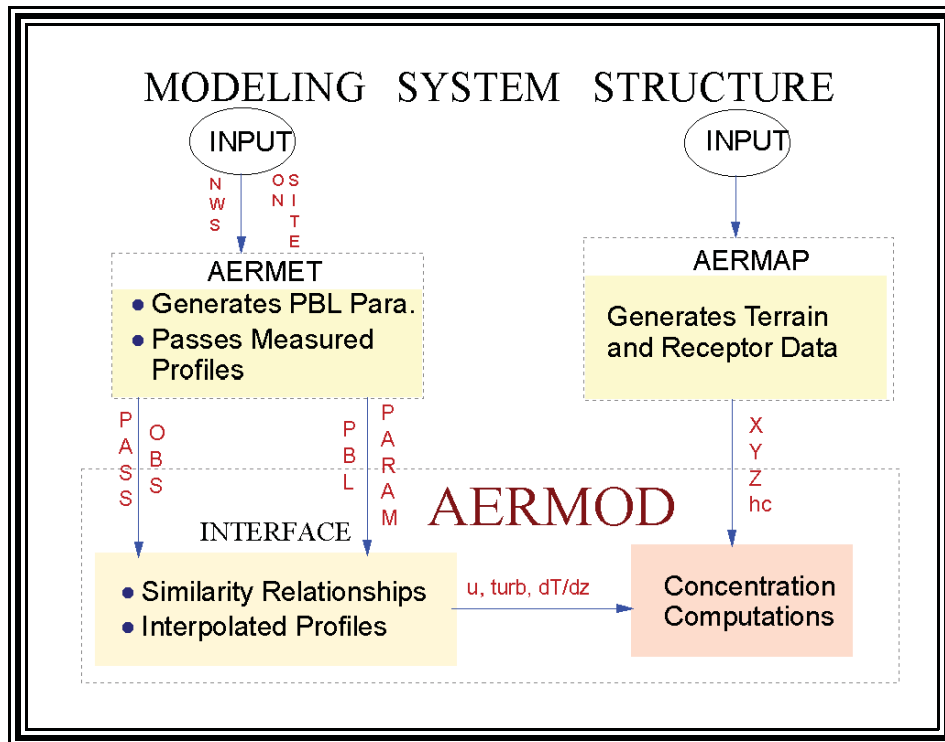 MODELING SYSTEM STRUCTURE
INPUT
NWS
ON
SITE
AERMET
• Generates PBL Para.
• Passes Measured
Profiles
PASS
OBS
PBL
PARAM
INPUT
AERMAP
Generates Terrain
and Receptor Data
X
Y
Z
hc
AERMOD
INTERFACE
• Similarity Relationships
• Interpolated Profiles
u, turb, dT/dz
Concentration
Computations